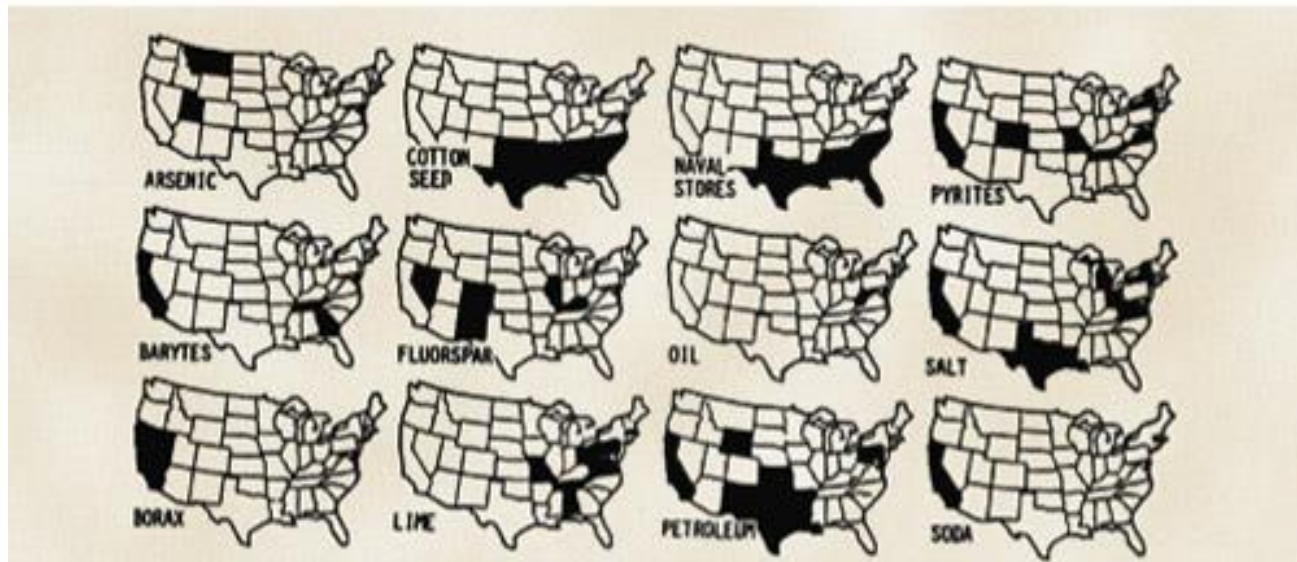 ARSENIC
COTTON
SEED
NAVAL
STORES
PYRITES
BARYTES
FLUORSPAR
OIL
SALT
BORAX
LIME
PETROLEUM
SODA